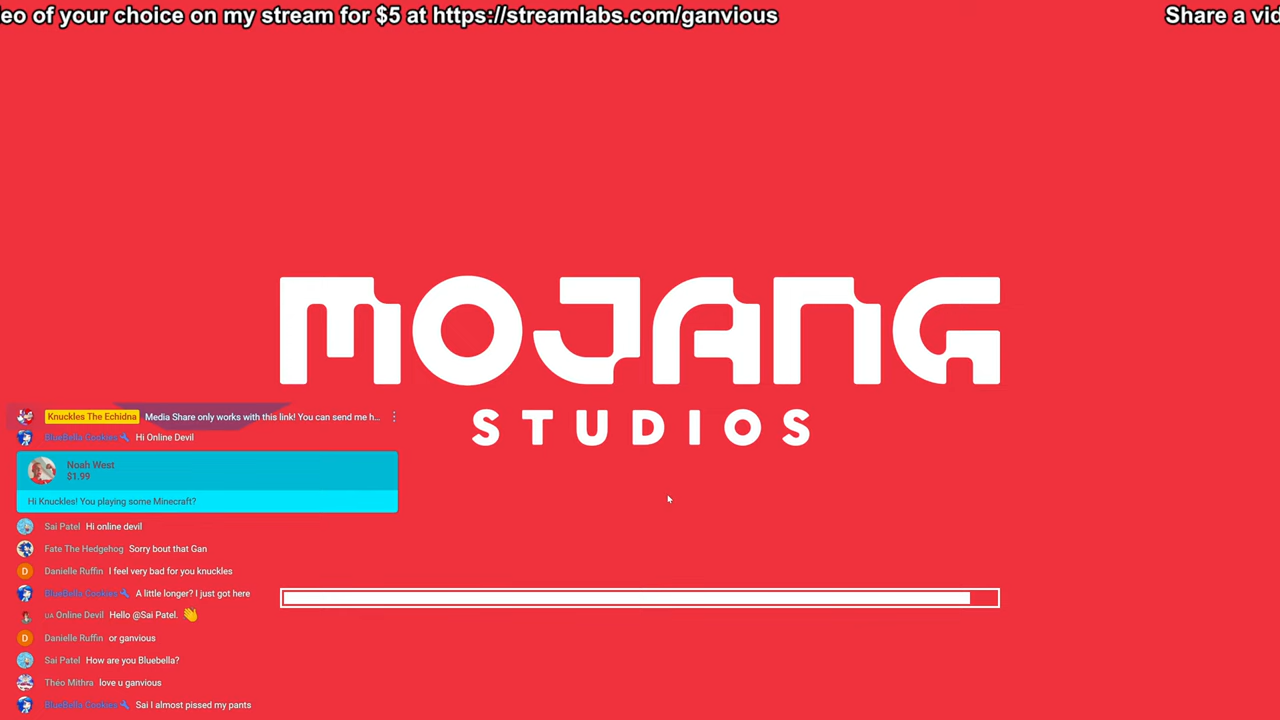 leo of your choice on my stream for $5 at https://streamlabs.com/ganvious
Share a vid
MOJANG
STUDIOS
Knuckles The Echidna Media Share only works with this link! You can send me h...
BlueBella Cookies Hi Online Devil
Noah West
$1.99
Hi Knuckles! You playing some Minecraft?
Sai Patel Hi online devil
Fate The Hedgehog Sorry bout that Gan
D Danielle Ruffin I feel very bad for you knuckles
BlueBella Cookies A little longer? I just got here
UA Online Devil Hello @Sai Patel. 👋
D Danielle Ruffin or ganvious
Sai Patel How are you Bluebella?
Théo Mithra love u ganvious
BlueBella Cookies Sai I almost pissed my pants